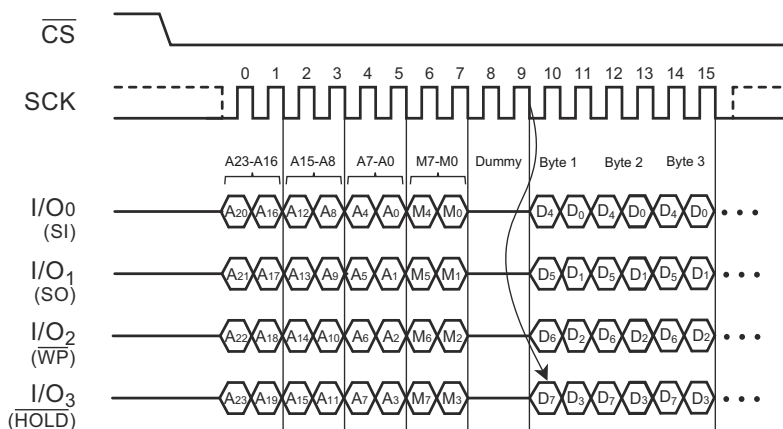 CS
SCK
0 1 2 3 4 5 6 7 8 9 10 11 12 13 14 15
A23-A16 A15-A8 A7-A0 M7-M0 Dummy Byte 1 Byte 2 Byte 3
I/O0 A20 A16 A12 A8 A4 A0 M4 M0 D4 D0 D4 D0 D4 D0 • • •
(SI)
I/O1 A21 A17 A13 A9 A5 A1 M5 M1 D5 D1 D5 D1 D5 D1 • • •
(SO)
I/O2 A22 A18 A14 A10 A6 A2 M6 M2 D6 D2 D6 D2 D6 D2 • • •
(WP)
I/O3 A23 A19 A15 A11 A7 A3 M7 M3 D7 D3 D7 D3 D7 D3 • • •
(HOLD)